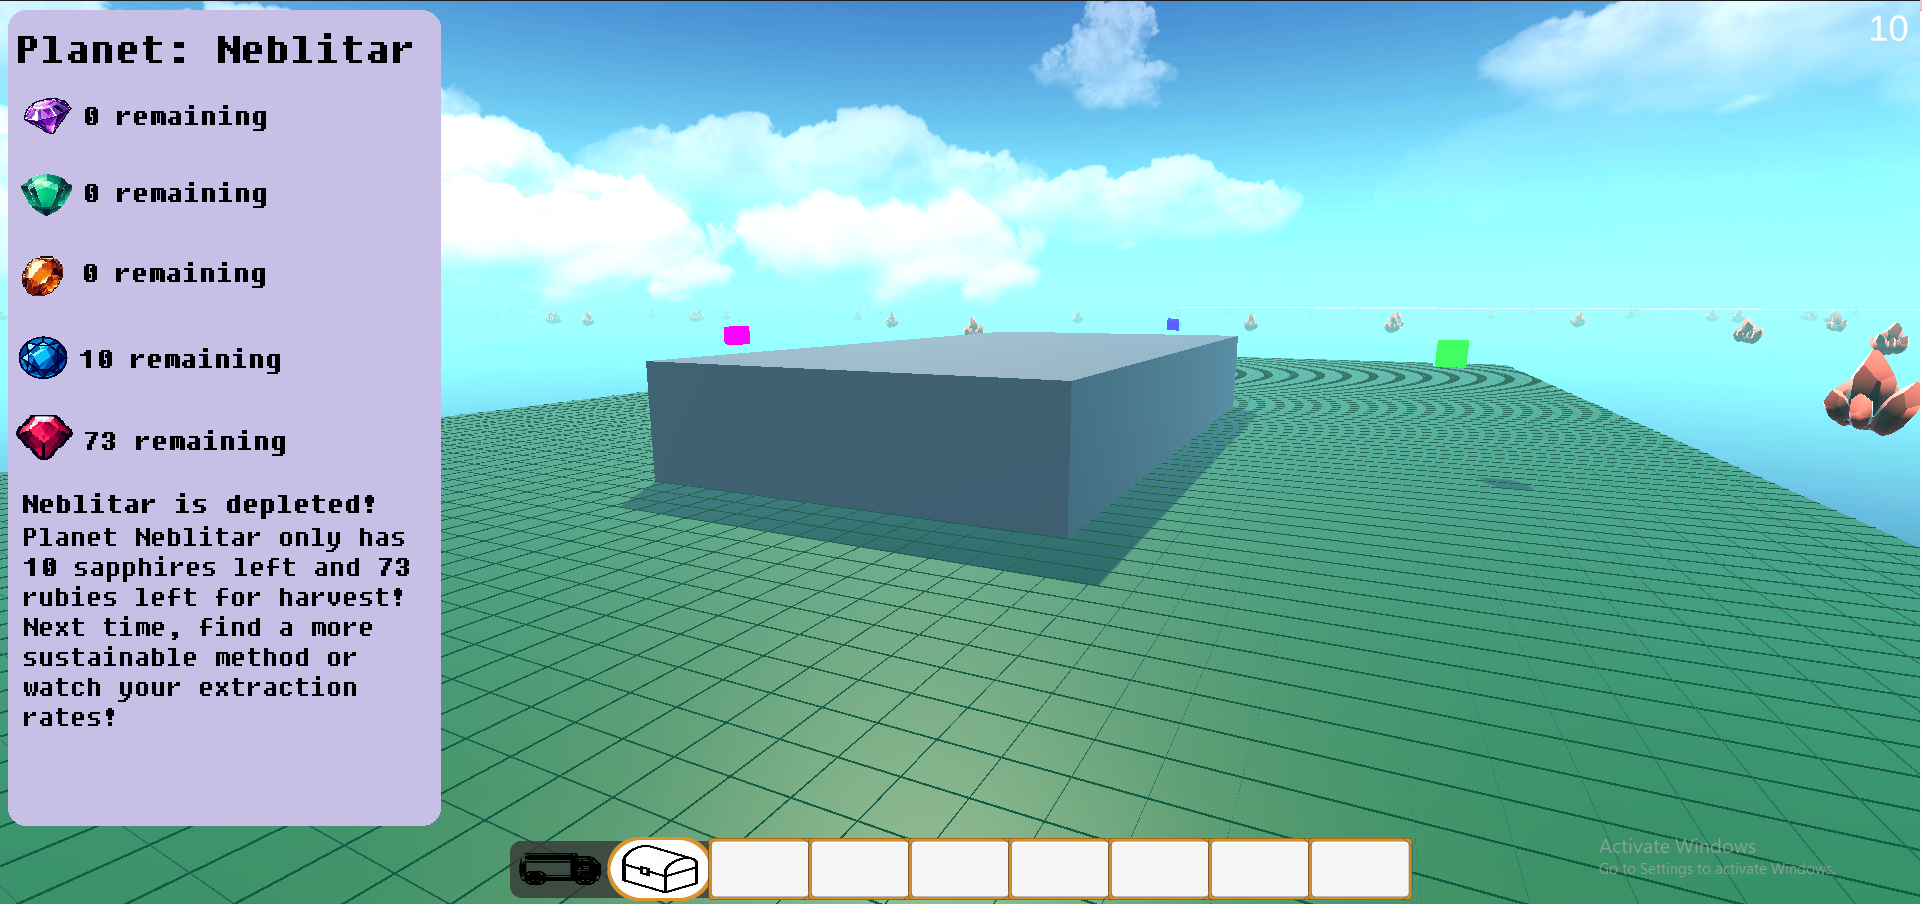 Planet: Neblitar
10
0 remaining
0 remaining
0 remaining
10 remaining
73 remaining
Neblitar is depleted!
Planet Neblitar only has
10 sapphires left and 73
rubies left for harvest!
Next time, find a more
sustainable method or
watch your extraction
rates!
Activate Windows
Go to Settings to activate Windows.